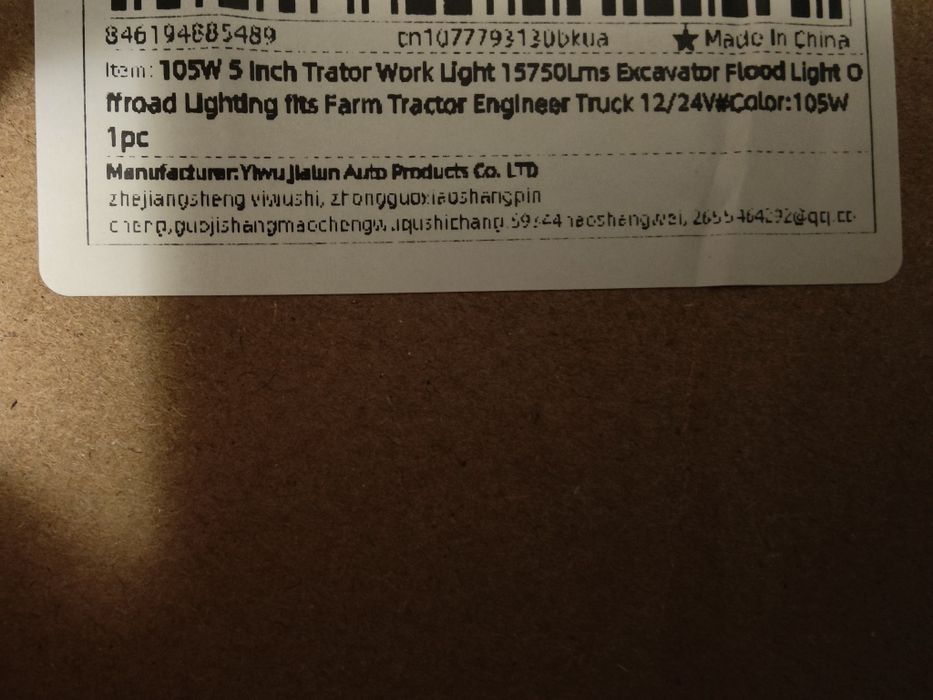 846194885489 cn1077793130bkua ★ Made In China
Item: 105W 5 Inch Trator Work Light 15750Lms Excavator Flood Light O
ffroad Lighting fits Farm Tractor Engineer Truck 12/24V#Color:105W
1pc
Manufacturer:Yiwu Jialun Auto Products Co. LTD
zhejiangsheng yiwushi, zhongguoxiaoshangpin